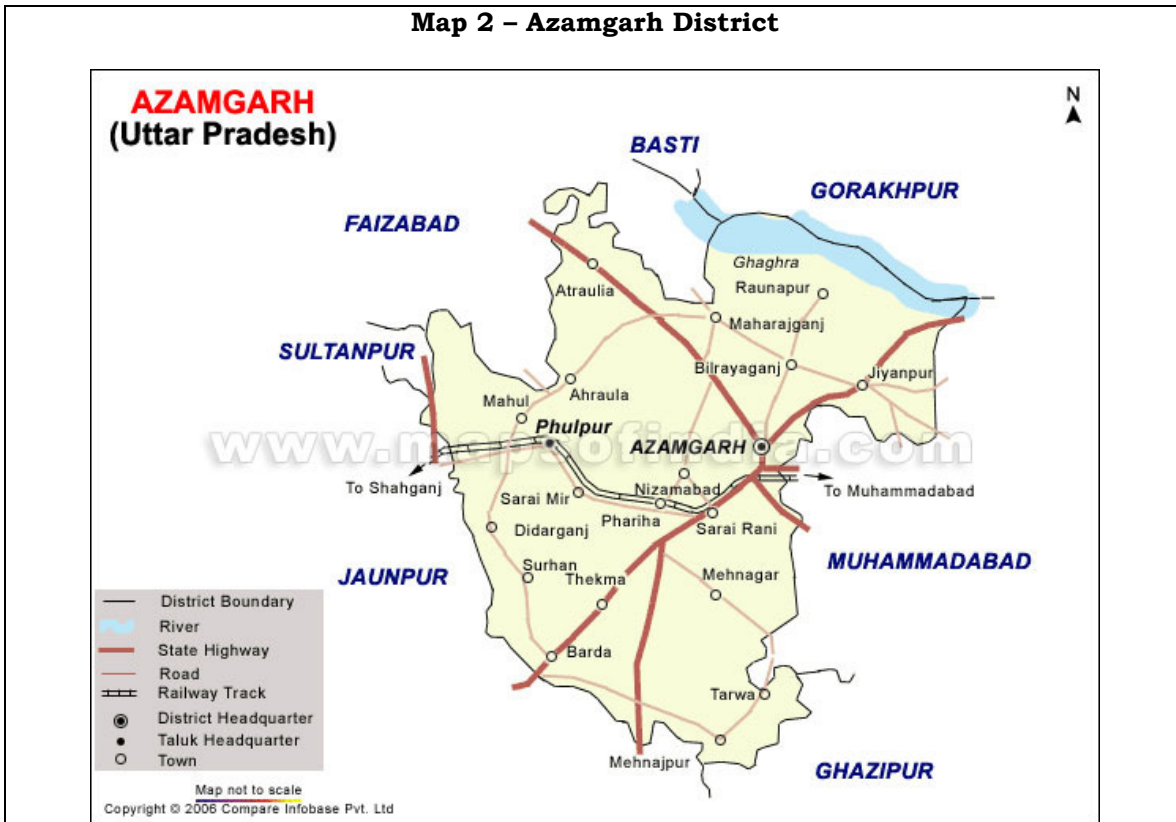 Map 2 – Azamgarh District
AZAMGARH
(Uttar Pradesh)
N
BASTI
GORAKHPUR
FAIZABAD
Ghaghra
Raunapur
Atraulia
Maharajganj
SULTANPUR
Bilrayaganj
Jiyanpur
Ahraula
Mahul
Phulpur
AZAMGARH
www.mapsofindia.com
To Shahganj
Nizamabad
To Muhammadabad
Sarai Mir
Phariha
Sarai Rani
Didarganj
MUHAMMADABAD
JAUNPUR
Surhan
Thekma
Mehnagar
Barda
Tarwa
Mehnajpur
GHAZIPUR
District Boundary
River
State Highway
Road
Railway Track
District Headquarter
Taluk Headquarter
Town
Map not to scale
Copyright © 2006 Compare Infobase Pvt. Ltd